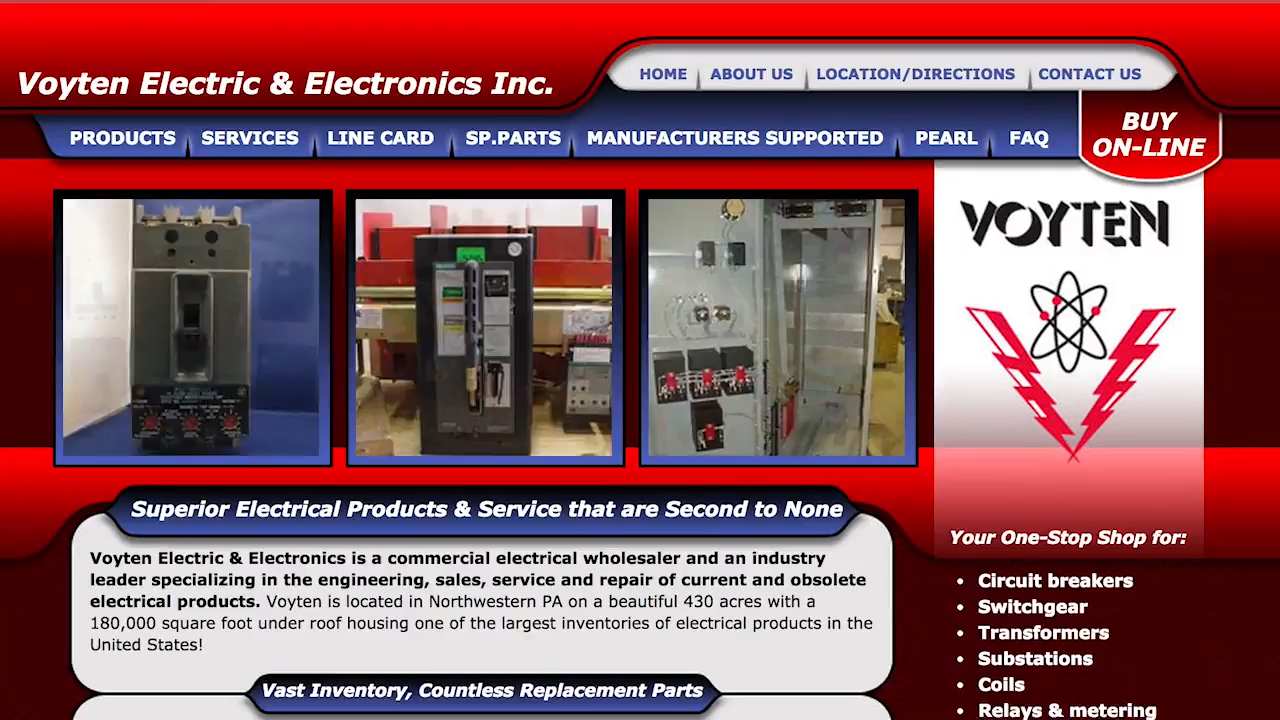 Voyten Electric & Electronics Inc.
HOME ABOUT US LOCATION/DIRECTIONS CONTACT US
PRODUCTS SERVICES LINE CARD SP.PARTS MANUFACTURERS SUPPORTED PEARL FAQ
BUY
ON-LINE
VOYTEN
Superior Electrical Products & Service that are Second to None
Voyten Electric & Electronics is a commercial electrical wholesaler and an industry
leader specializing in the engineering, sales, service and repair of current and obsolete
electrical products. Voyten is located in Northwestern PA on a beautiful 430 acres with a
180,000 square foot under roof housing one of the largest inventories of electrical products in the
United States!
Vast Inventory, Countless Replacement Parts
Your One-Stop Shop for:
• Circuit breakers
• Switchgear
• Transformers
• Substations
• Coils
• Relays & metering